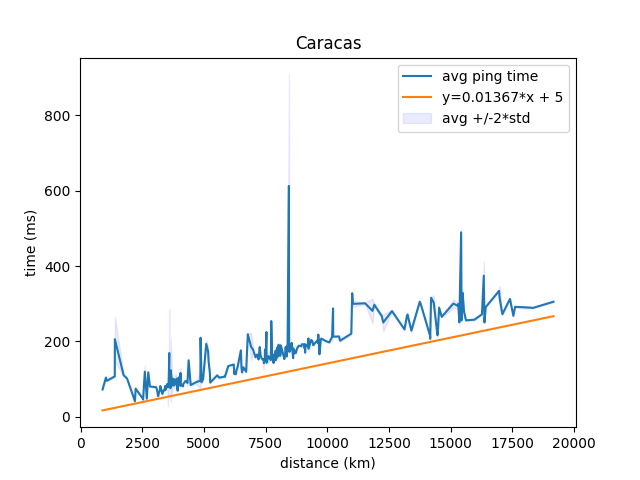 Caracas
avg ping time
y=0.01367*x + 5
avg +/-2*std
time (ms)
800
600
400
200
0
0 2500 5000 7500 10000 12500 15000 17500 20000
distance (km)